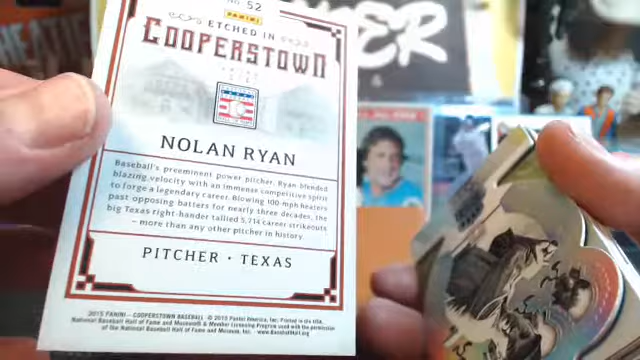 No. 52
PANINI
ETCHED IN
COOPERSTOWN
NOLAN RYAN
Baseball's preeminent power pitcher, Ryan blended
blazing velocity with an immense competitive spirit
to forge a legendary career. Blowing 100-mph heaters
past opposing batters for nearly three decades, the
big Texas right-hander tallied 5,714 career strikeouts
– more than any other pitcher in history.
PITCHER • TEXAS
2015 PANINI – COOPERSTOWN BASEBALL © 2015 Panini America, Inc. Printed in the USA.
National Baseball Hall of Fame and Museum & Member Licensing Program used with the permission
of the National Baseball Hall of Fame and Museum, Inc. www.BaseballHall.org